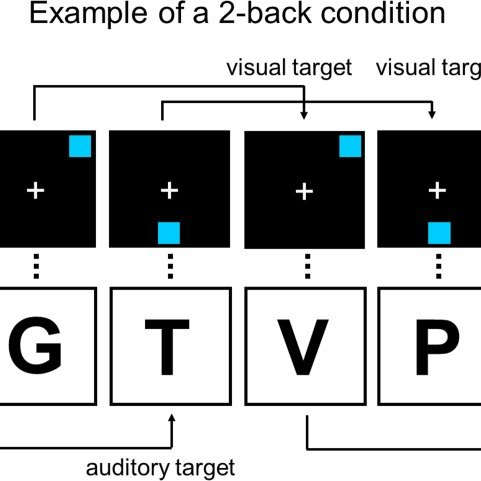 Example of a 2-back condition
visual target visual targ
G T V P
auditory target